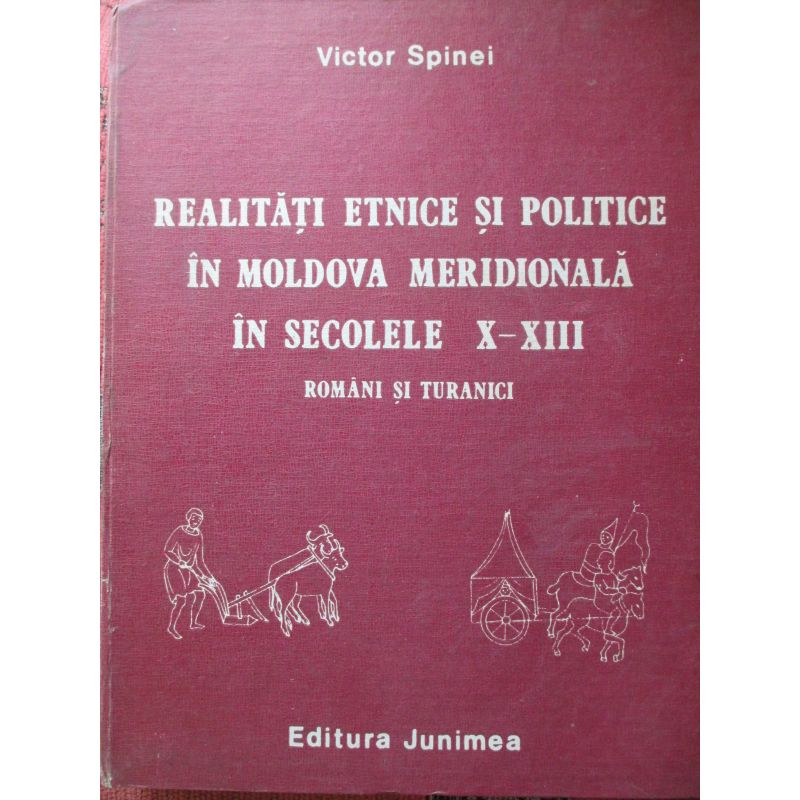 Victor Spinei
REALITĂȚI ETNICE ȘI POLITICE
ÎN MOLDOVA MERIDIONALĂ
ÎN SECOLELE X–XIII
ROMÂNI ȘI TURANICI
Editura Junimea